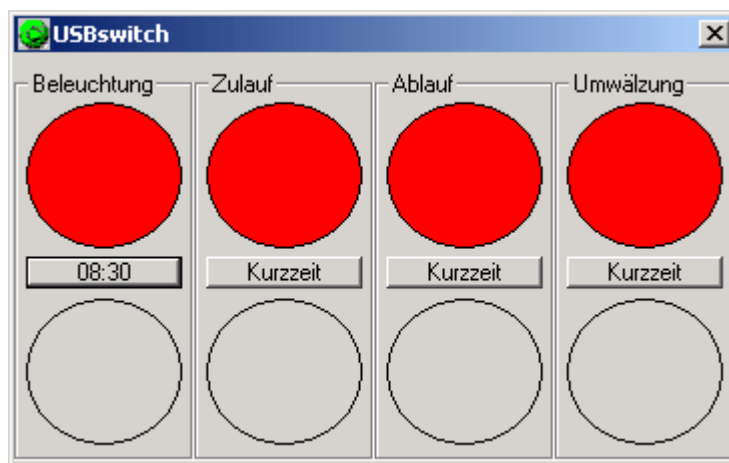 USBswitch
Beleuchtung Zulauf Ablauf Umwälzung
08:30 Kurzzeit Kurzzeit Kurzzeit